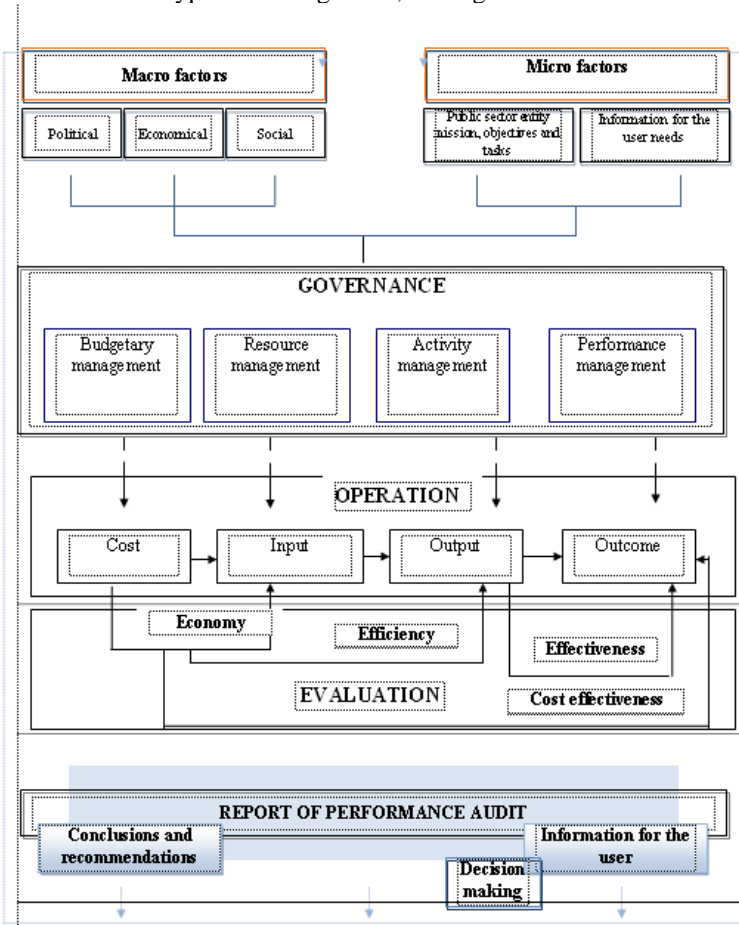 Macro factors
Micro factors
Political
Economical
Social
Public sector entity
mission, objectives and
tasks
Information for the
user needs
GOVERNANCE
Budgetary
management
Resource
management
Activity
management
Performance
management
OPERATION
Cost
Input
Output
Outcome
Economy
Efficiency
Effectiveness
EVALUATION
Cost effectiveness
REPORT OF PERFORMANCE AUDIT
Conclusions and
recommendations
Information for the
user
Decision
making